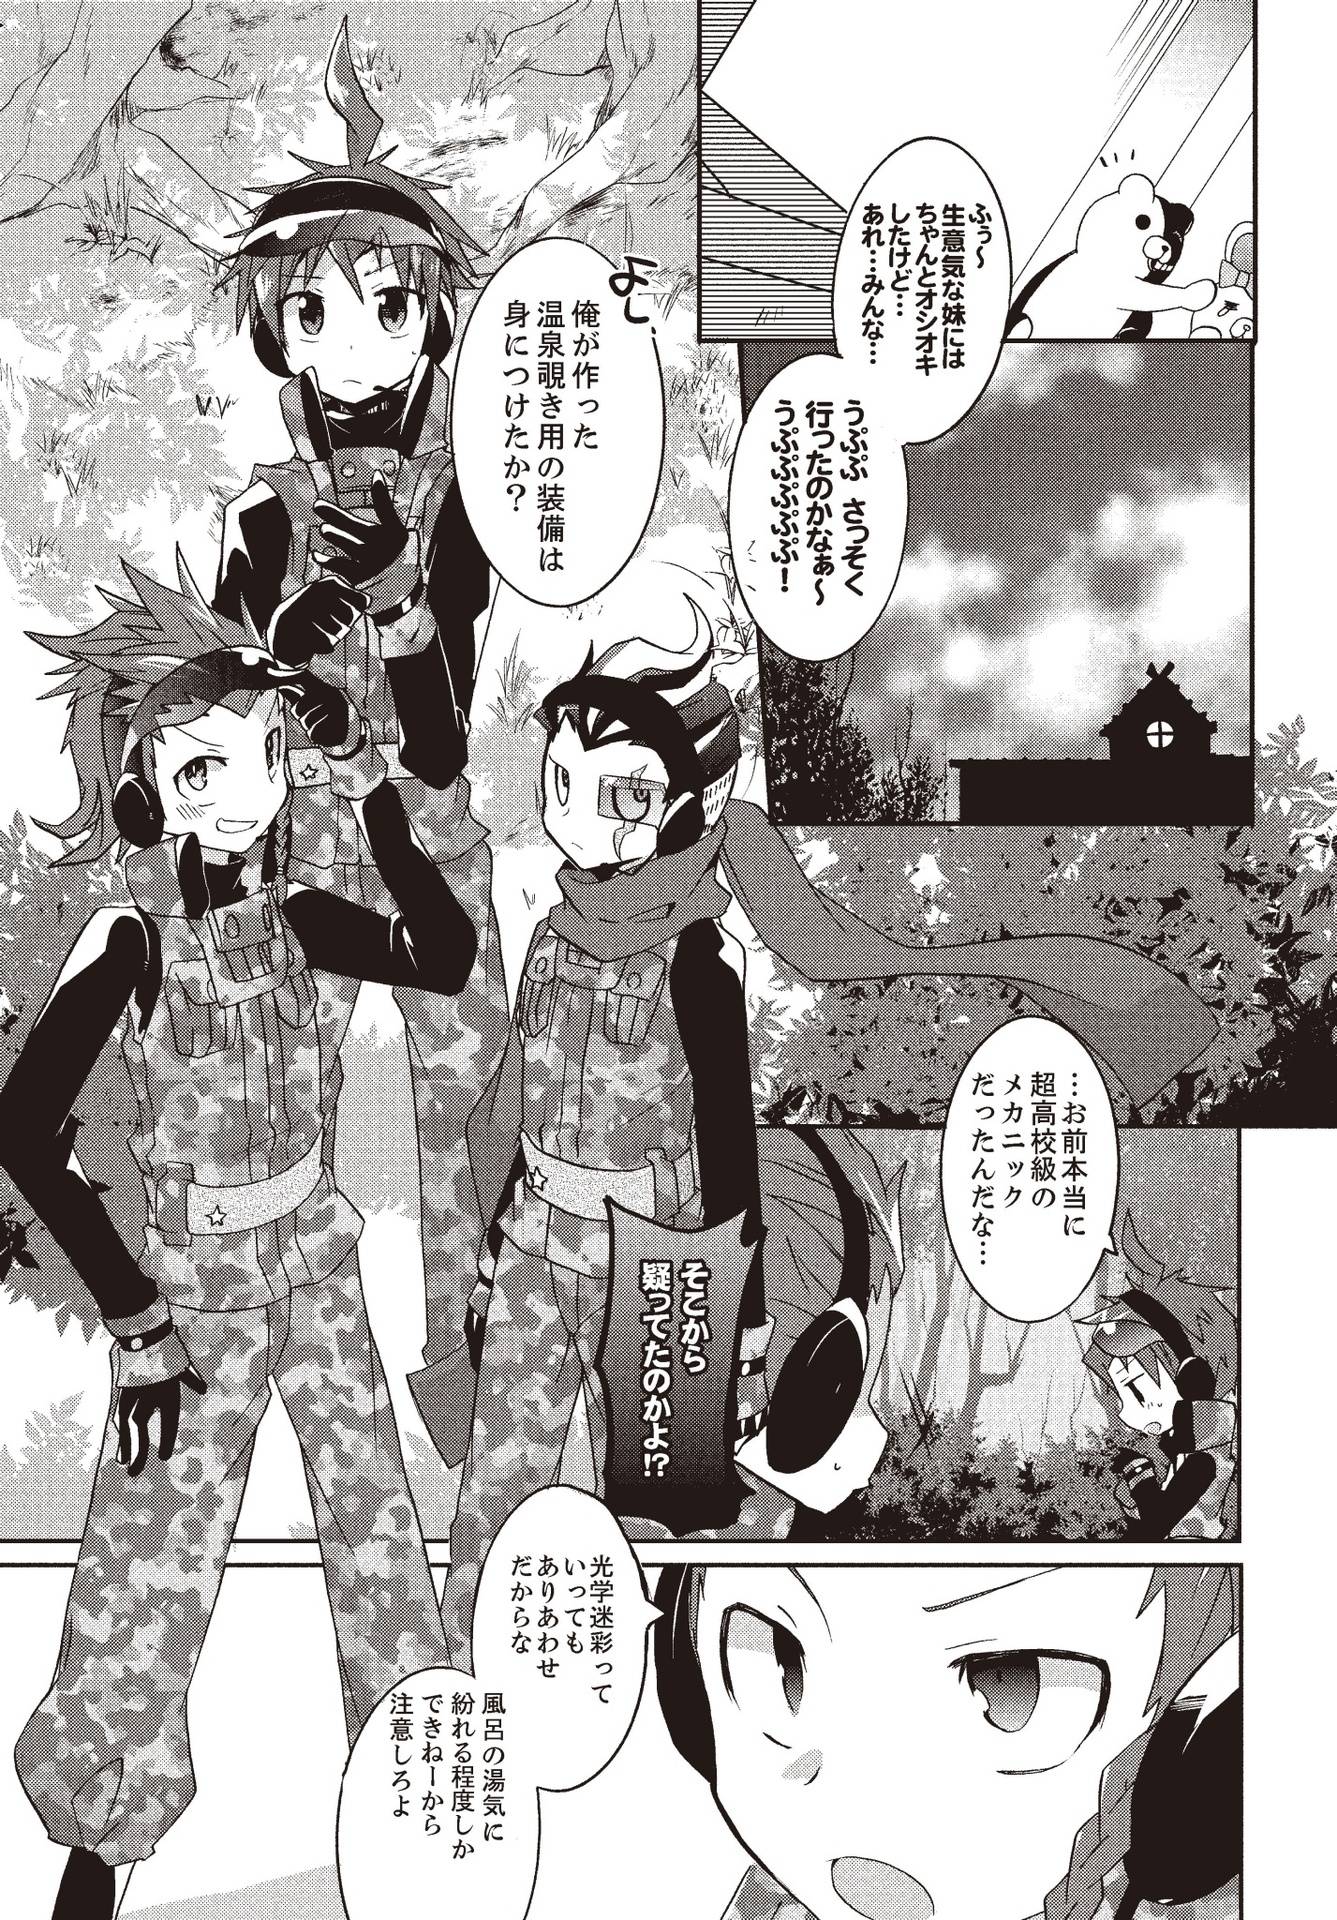 ふぅ～
生意気な妹には
ちゃんとオシオキ
したけど…
あれ…みんな…
うぷぷ さっそく
行ったのかなぁ～
うぷぷぷぷぷ！
よし、
俺が作った
温泉覗き用の装備は
身につけたか？
…お前本当に
超高校級の
メカニック
だったんだな…
そこから
疑ってたのかよ!?
光学迷彩って
いっても
ありあわせ
だからな
風呂の湯気に
紛れる程度しか
できねーから
注意しろよ